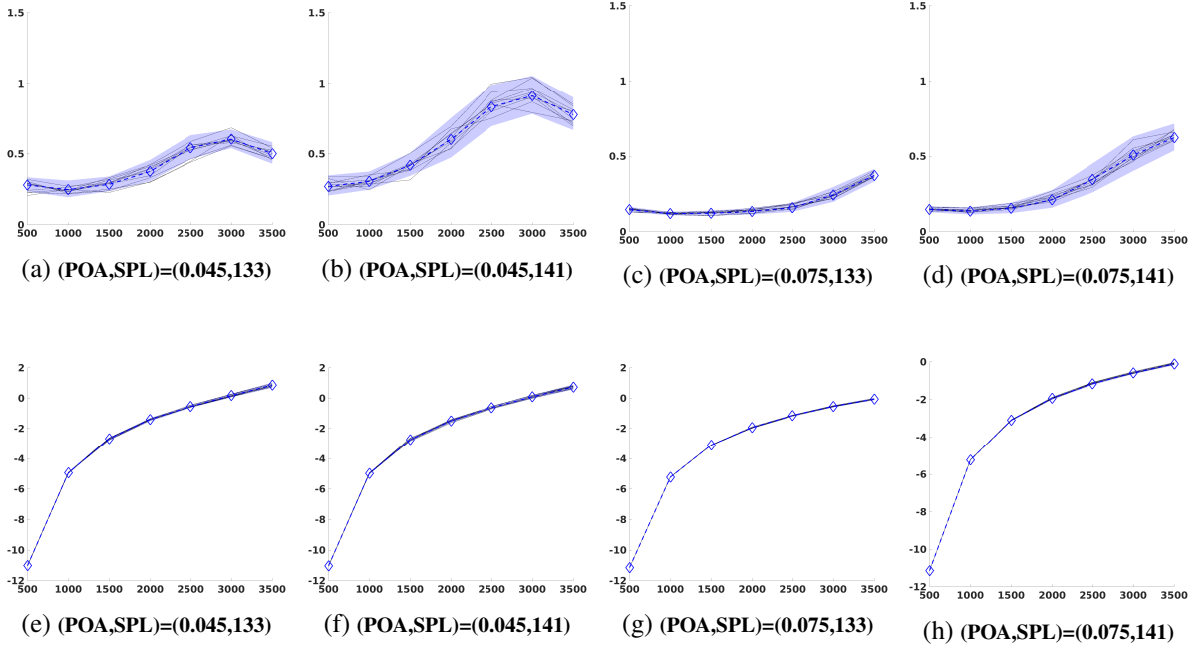 1.5
1
0.5
0
500 1000 1500 2000 2500 3000 3500
(a) (POA,SPL)=(0.045,133)
1.5
1
0.5
0
500 1000 1500 2000 2500 3000 3500
(b) (POA,SPL)=(0.045,141)
1.5
1
0.5
0
500 1000 1500 2000 2500 3000 3500
(c) (POA,SPL)=(0.075,133)
1.5
1
0.5
0
500 1000 1500 2000 2500 3000 3500
(d) (POA,SPL)=(0.075,141)
2
0
-2
-4
-6
-8
-10
-12
500 1000 1500 2000 2500 3000 3500
(e) (POA,SPL)=(0.045,133)
2
0
-2
-4
-6
-8
-10
-12
500 1000 1500 2000 2500 3000 3500
(f) (POA,SPL)=(0.045,141)
2
0
-2
-4
-6
-8
-10
-12
500 1000 1500 2000 2500 3000 3500
(g) (POA,SPL)=(0.075,133)
0
-2
-4
-6
-8
-10
-12
500 1000 1500 2000 2500 3000 3500
(h) (POA,SPL)=(0.075,141)